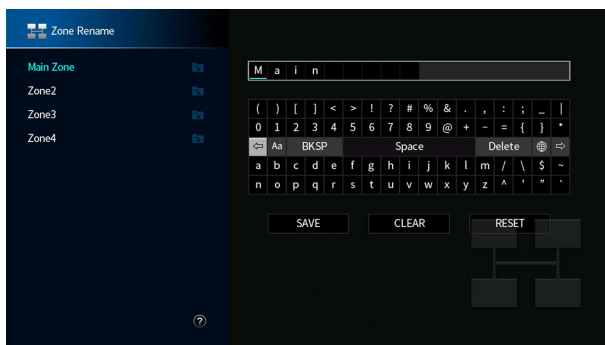 Zone Rename
Main Zone
Zone2
Zone3
Zone4
M a i n
( ) [ ] < > ! ? # % & . , : ; _ |
0 1 2 3 4 5 6 7 8 9 @ + - = { } *
⇦ Aa BKSP Space Delete ⇨
a b c d e f g h i j k l m / \ $ ~
n o p q r s t u v w x y z ^ ' " `
SAVE CLEAR RESET
?